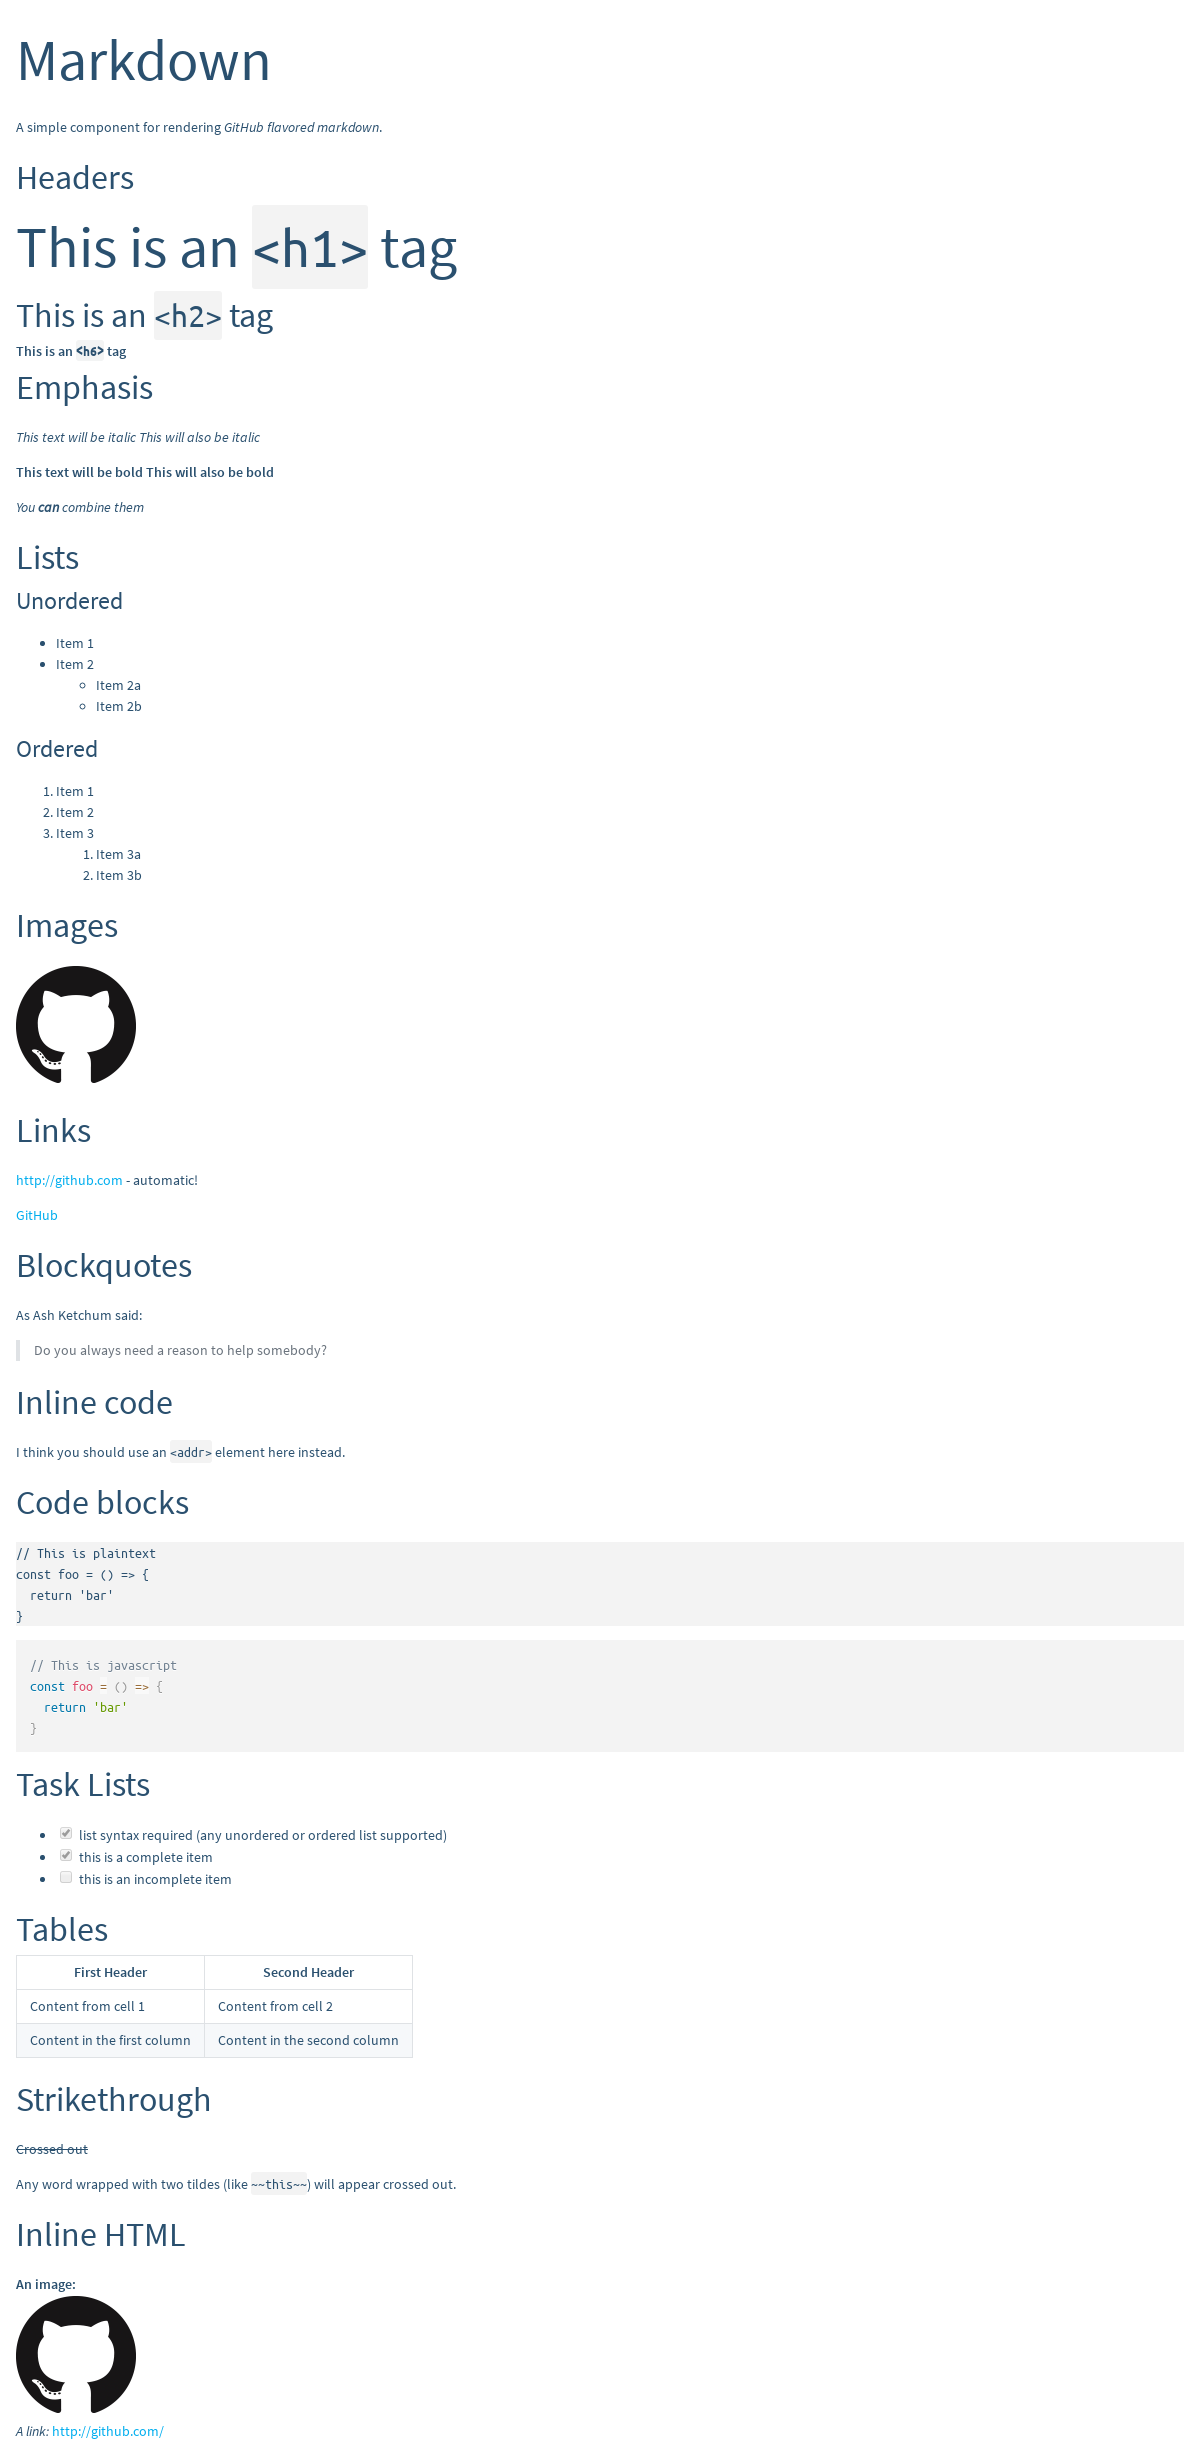 Markdown
A simple component for rendering GitHub flavored markdown.
Headers
This is an <h1> tag
This is an <h2> tag
This is an <h6> tag
Emphasis
This text will be italic This will also be italic
This text will be bold This will also be bold
You can combine them
Lists
Unordered
• Item 1
• Item 2
◦ Item 2a
◦ Item 2b
Ordered
1. Item 1
2. Item 2
3. Item 3
1. Item 3a
2. Item 3b
Images
Links
http://github.com - automatic!
GitHub
Blockquotes
As Ash Ketchum said:
Do you always need a reason to help somebody?
Inline code
I think you should use an <addr> element here instead.
Code blocks
// This is plaintext
const foo = () => {
  return 'bar'
}
// This is javascript
const foo = () => {
  return 'bar'
}
Task Lists
• list syntax required (any unordered or ordered list supported)
• this is a complete item
• this is an incomplete item
Tables
First Header Second Header
Content from cell 1 Content from cell 2
Content in the first column Content in the second column
Strikethrough
Crossed out
Any word wrapped with two tildes (like ~~this~~) will appear crossed out.
Inline HTML
An image:
A link: http://github.com/